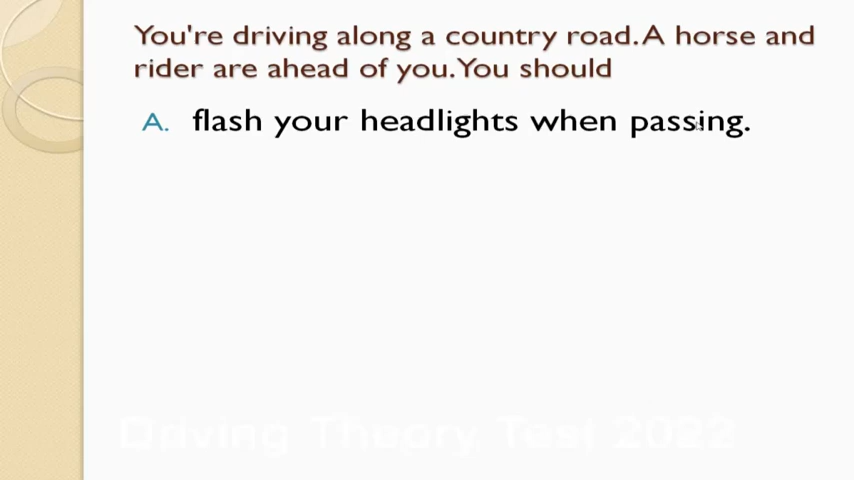 You're driving along a country road. A horse and
rider are ahead of you. You should
A. flash your headlights when passing.
Driving Theory Test 2022